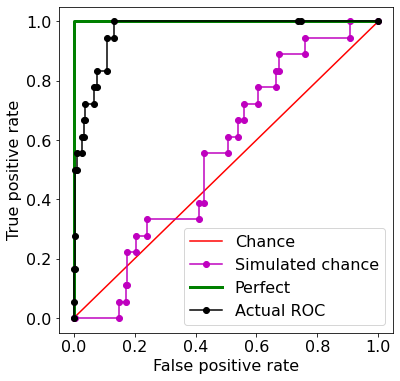 1.0
0.8
0.6
0.4
0.2
0.0
True positive rate
Chance
Simulated chance
Perfect
Actual ROC
0.0 0.2 0.4 0.6 0.8 1.0
False positive rate